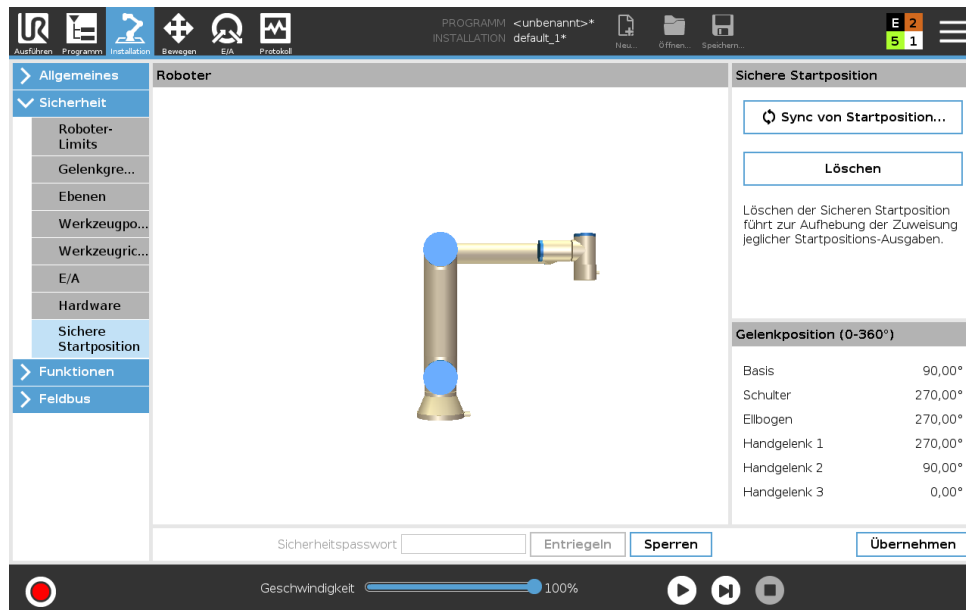 UR
PROGRAMM <unbenannt>*
INSTALLATION default_1*
Ausführen Programm Installation Bewegen E/A Protokoll
Neu... Öffnen... Speichern...
E 2
5 1
Allgemeines
Sicherheit
Roboter-
Limits
Gelenkgre...
Ebenen
Werkzeugpo...
Werkzeugric...
E/A
Hardware
Sichere
Startposition
Funktionen
Feldbus
Roboter
Sichere Startposition
Sync von Startposition...
Löschen
Löschen der Sicheren Startposition
führt zur Aufhebung der Zuweisung
jeglicher Startpositions-Ausgaben.
Gelenkposition (0-360°)
Basis 90,00°
Schulter 270,00°
Ellbogen 270,00°
Handgelenk 1 270,00°
Handgelenk 2 90,00°
Handgelenk 3 0,00°
Sicherheitspasswort Entriegeln Sperren Übernehmen
Geschwindigkeit 100%